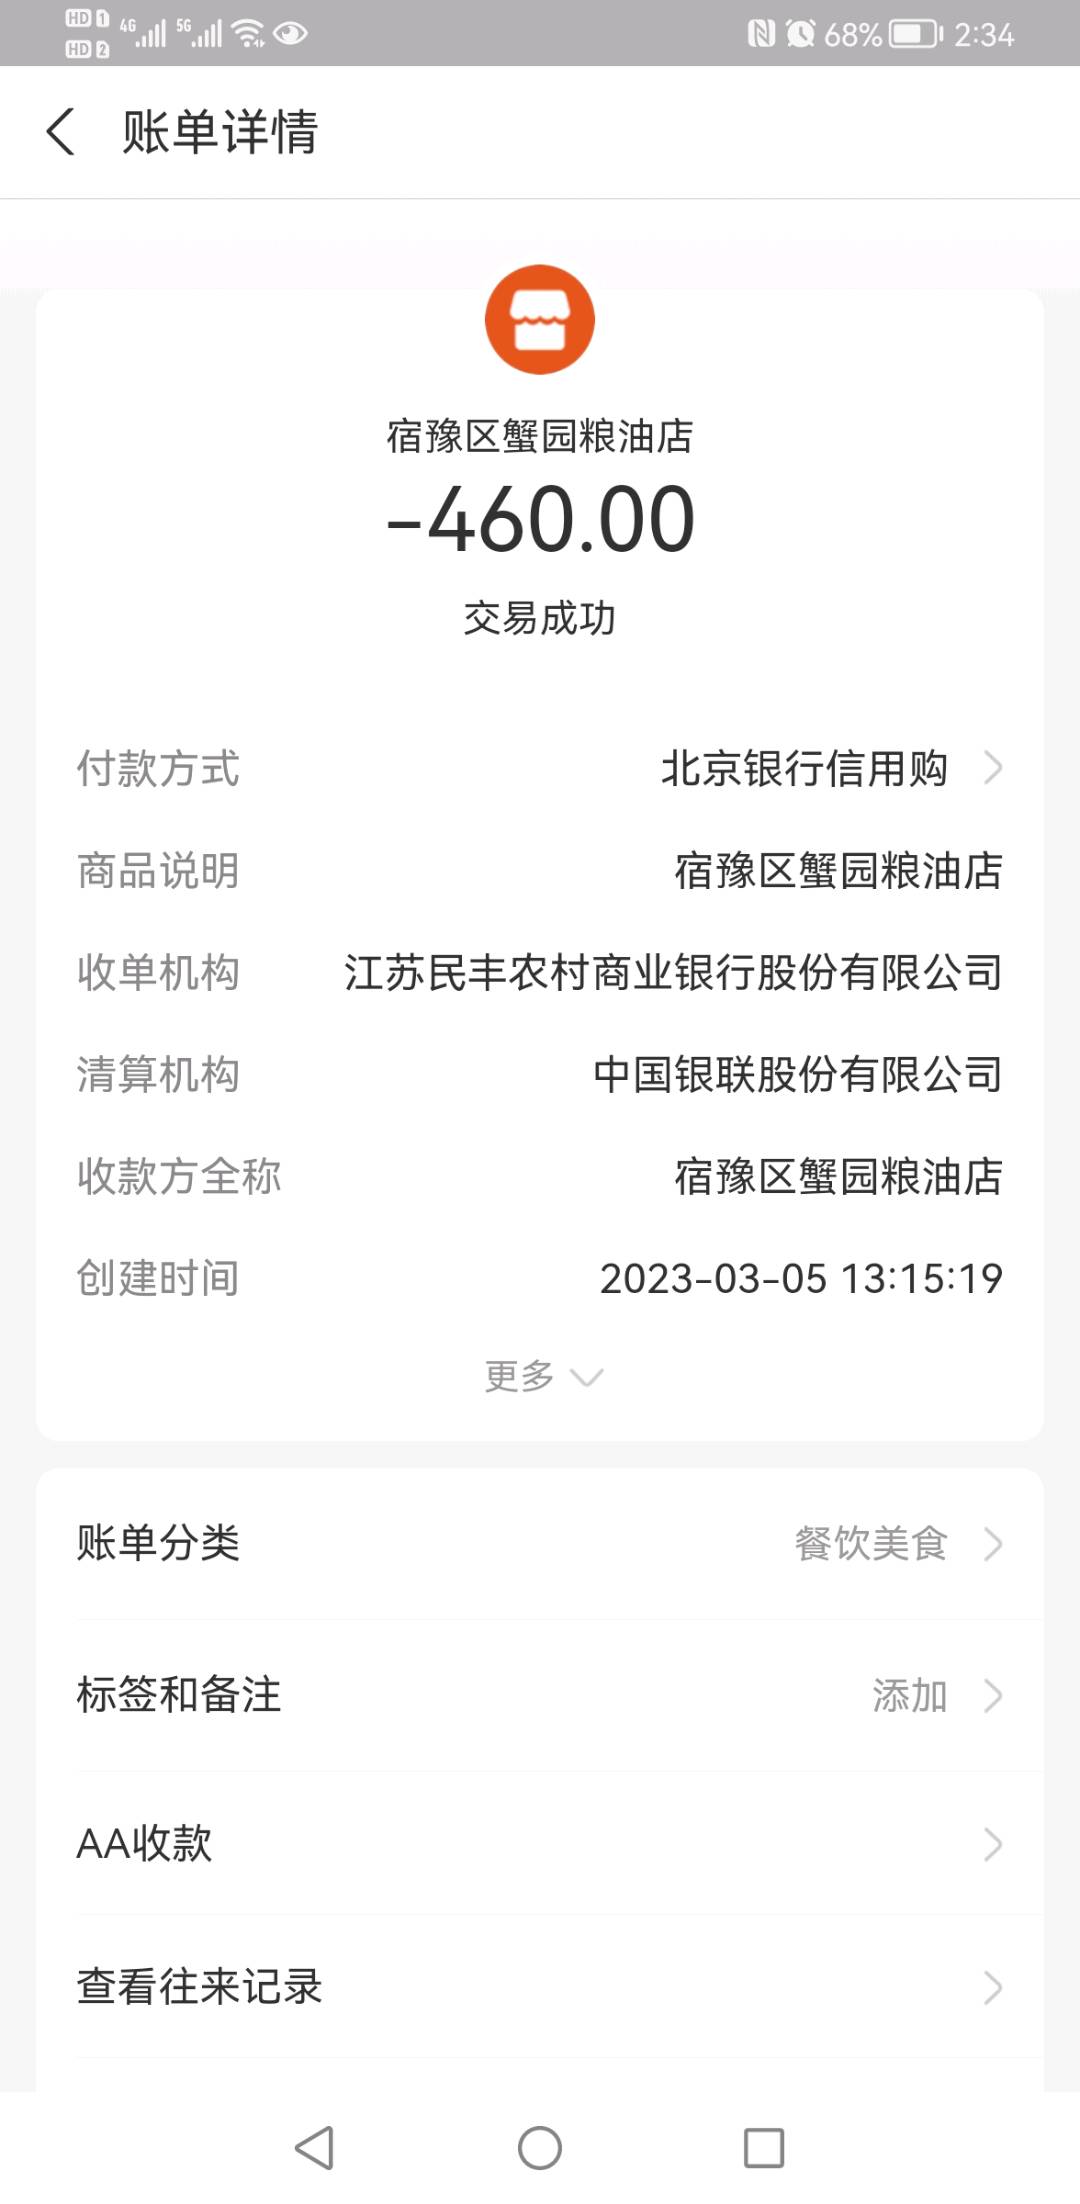 HD 1 4G 5G 68% 2:34
HD 2
账单详情
宿豫区蟹园粮油店
-460.00
交易成功
付款方式 北京银行信用购
商品说明 宿豫区蟹园粮油店
收单机构 江苏民丰农村商业银行股份有限公司
清算机构 中国银联股份有限公司
收款方全称 宿豫区蟹园粮油店
创建时间 2023-03-05 13:15:19
更多
账单分类 餐饮美食
标签和备注 添加
AA收款
查看往来记录